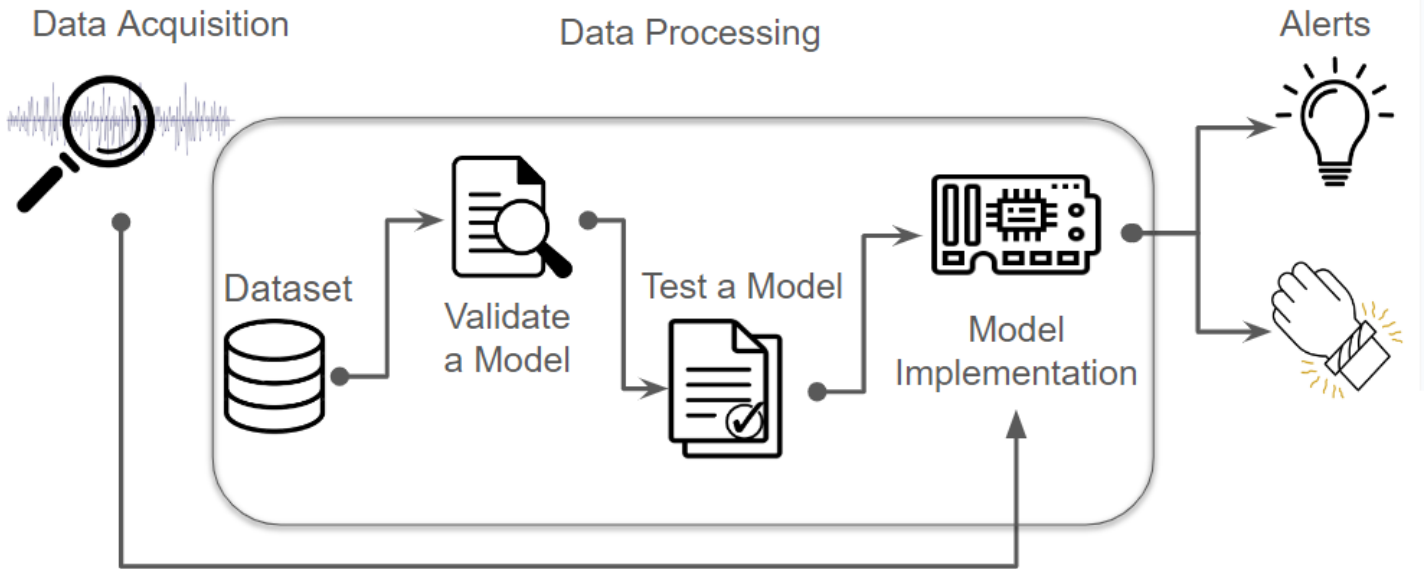 Data Acquisition
Data Processing
Alerts
Dataset
Validate
a Model
Test a Model
Model
Implementation